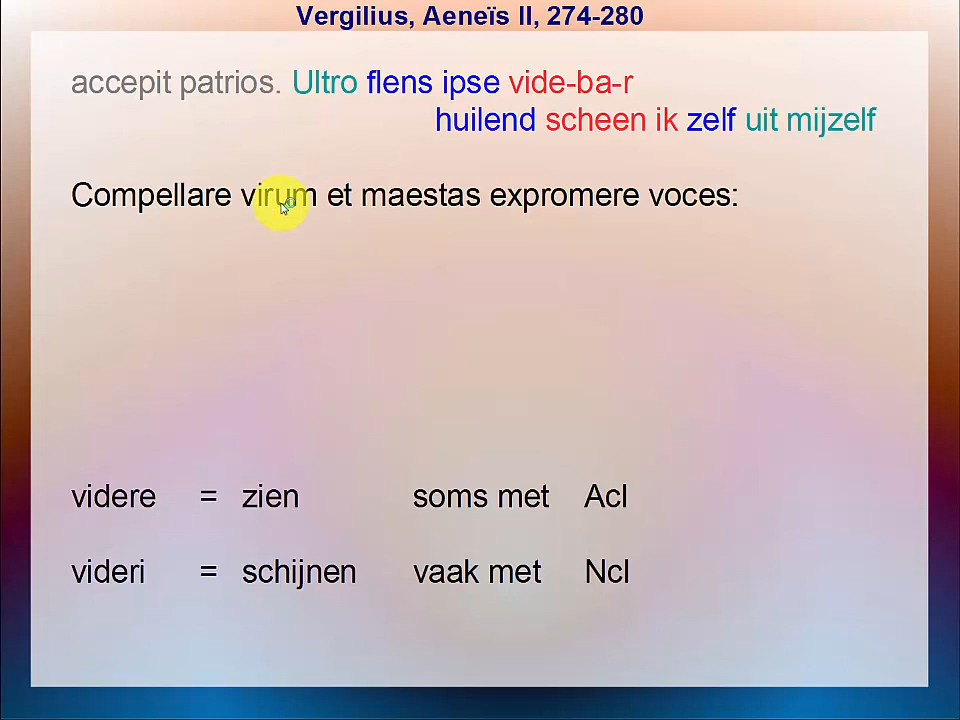 Vergilius, Aeneïs II, 274-280
accepit patrios. Ultro flens ipse vide-ba-r
huilend scheen ik zelf uit mijzelf
Compellare virum et maestas expromere voces:
videre = zien soms met AcI
videri = schijnen vaak met NcI